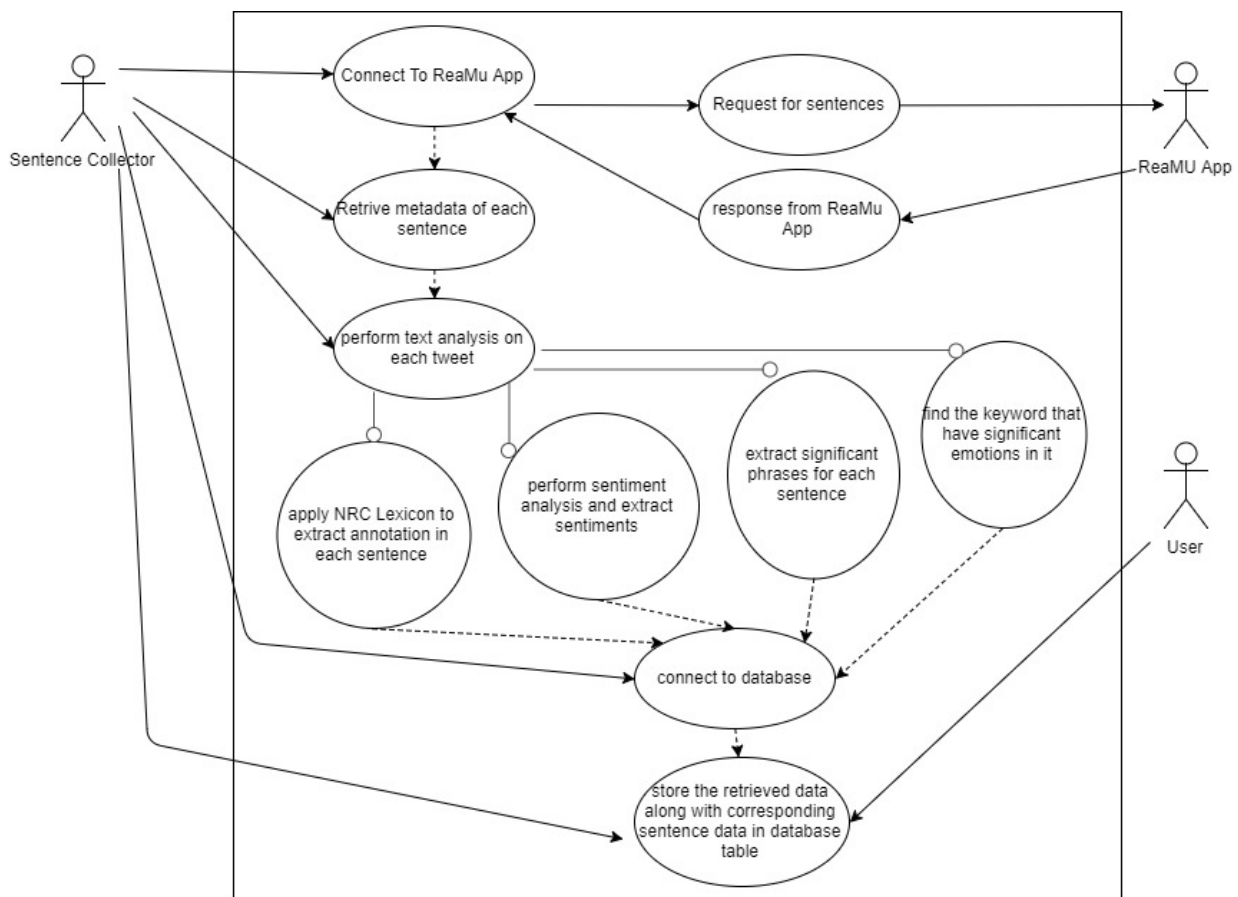 Connect To ReaMu App
Request for sentences
Sentence Collector
ReaMU App
Retrive metadata of each
sentence
response from ReaMu
App
perform text analysis on
each tweet
find the keyword that
have significant
emotions in it
extract significant
phrases for each
sentence
perform sentiment
analysis and extract
sentiments
apply NRC Lexicon to
extract annotation in
each sentence
User
connect to database
store the retrieved data
along with corresponding
sentence data in database
table